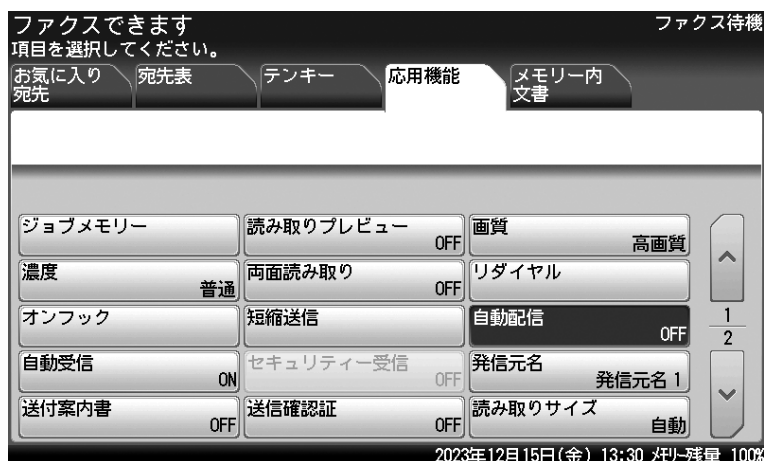 ファクスできます
ファクス待機
項目を選択してください。
お気に入り
宛先
宛先表
テンキー
応用機能
メモリー内
文書
ジョブメモリー
読み取りプレビュー
OFF
画質
高画質
濃度
普通
両面読み取り
OFF
リダイヤル
オンフック
短縮送信
自動配信
OFF
1
2
自動受信
ON
セキュリティー受信
OFF
発信元名
発信元名 1
送付案内書
OFF
送信確認証
OFF
読み取りサイズ
自動
2023年12月15日(金) 13:30 メモリー残量 100%